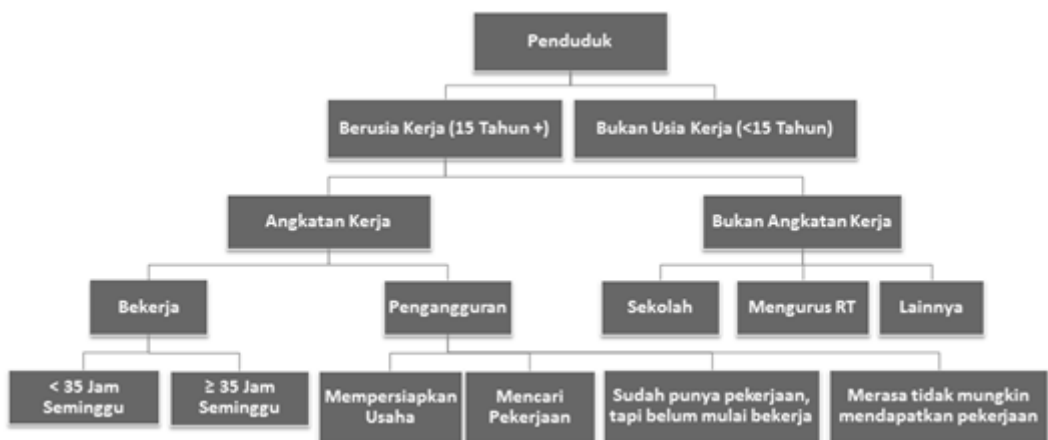 Penduduk
Berusia Kerja (15 Tahun +)
Bukan Usia Kerja (<15 Tahun)
Angkatan Kerja
Bukan Angkatan Kerja
Bekerja
Pengangguran
Sekolah
Mengurus RT
Lainnya
< 35 Jam
Seminggu
≥ 35 Jam
Seminggu
Mempersiapkan
Usaha
Mencari
Pekerjaan
Sudah punya pekerjaan,
tapi belum mulai bekerja
Merasa tidak mungkin
mendapatkan pekerjaan